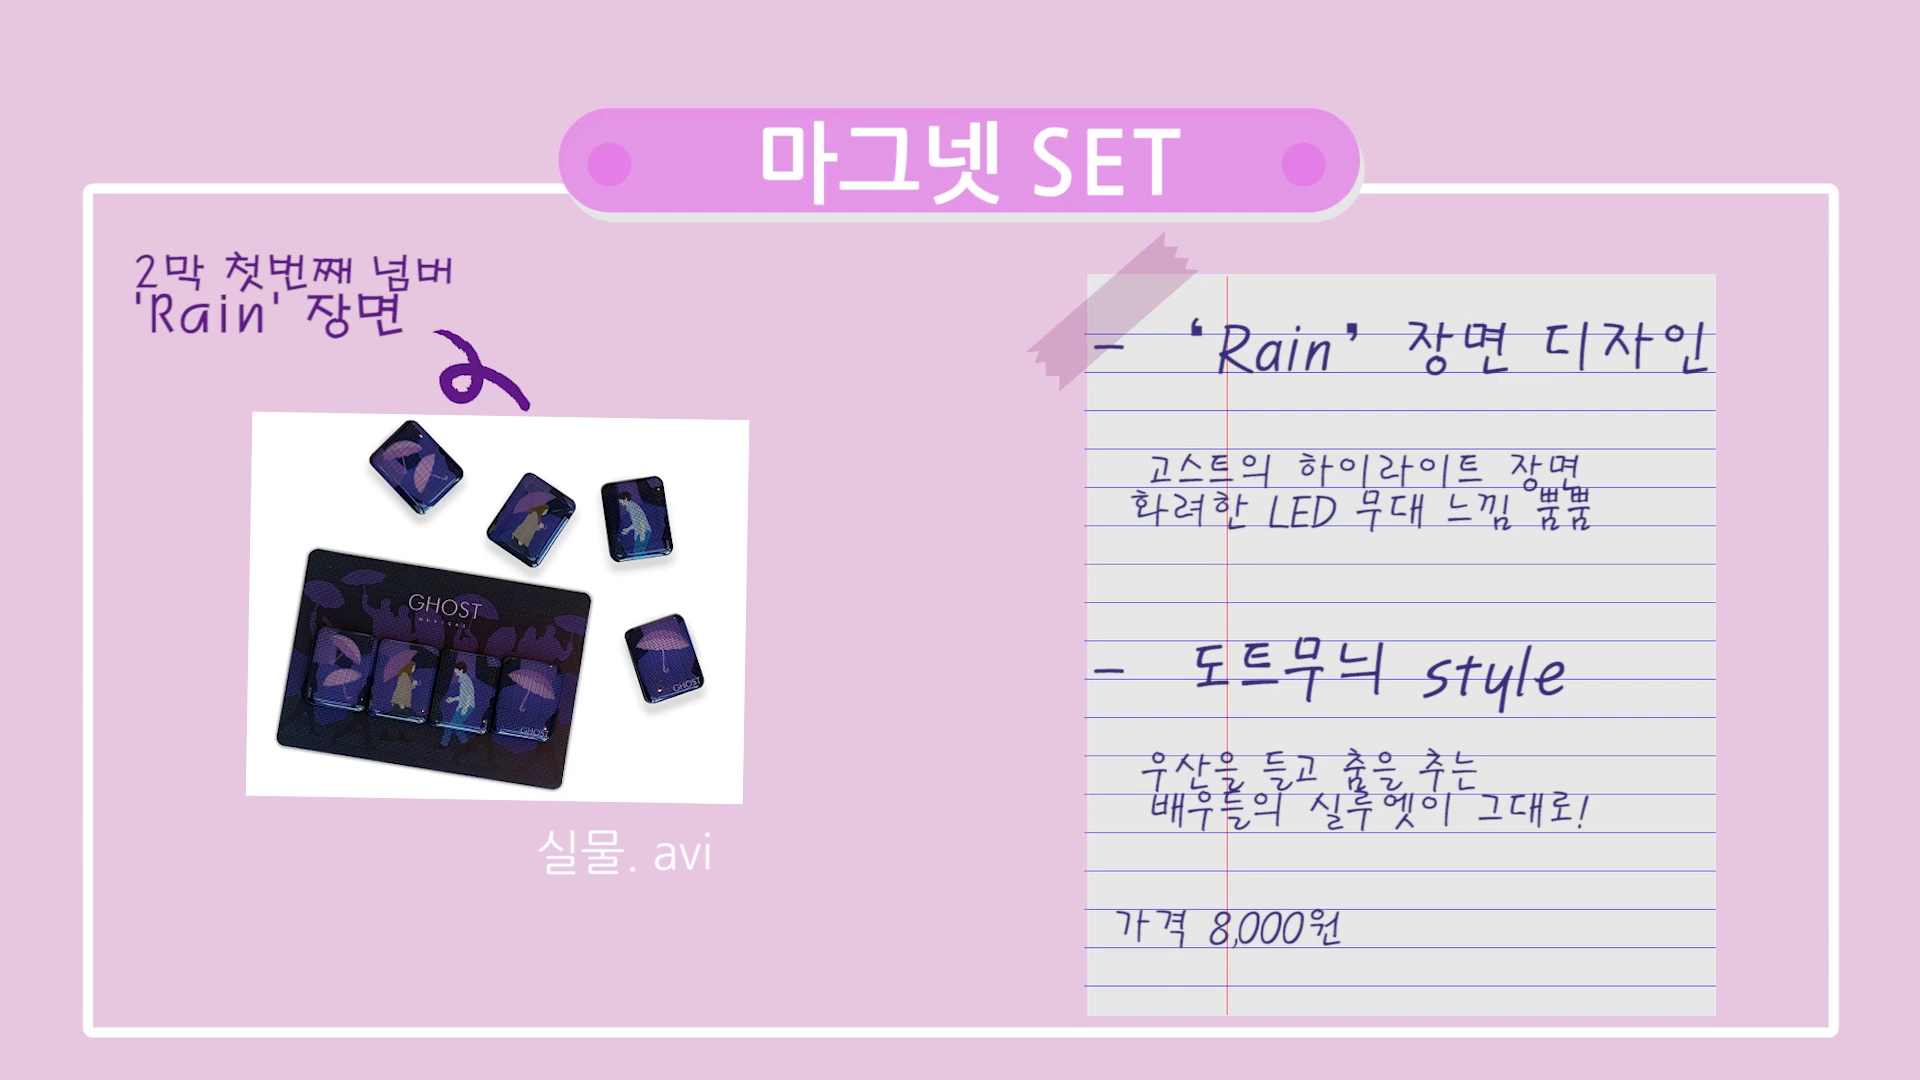 마그넷 SET
2막 첫번째 넘버
'Rain' 장면
GHOST
MUSICAL
GHOST
GHOST
실물. avi
- ‘Rain’ 장면 디자인
고스트의 하이라이트 장면
화려한 LED 무대 느낌 뿜뿜
- 도트무늬 style
우산을 들고 춤을 추는
배우들의 실루엣이 그대로!
가격 8,000원